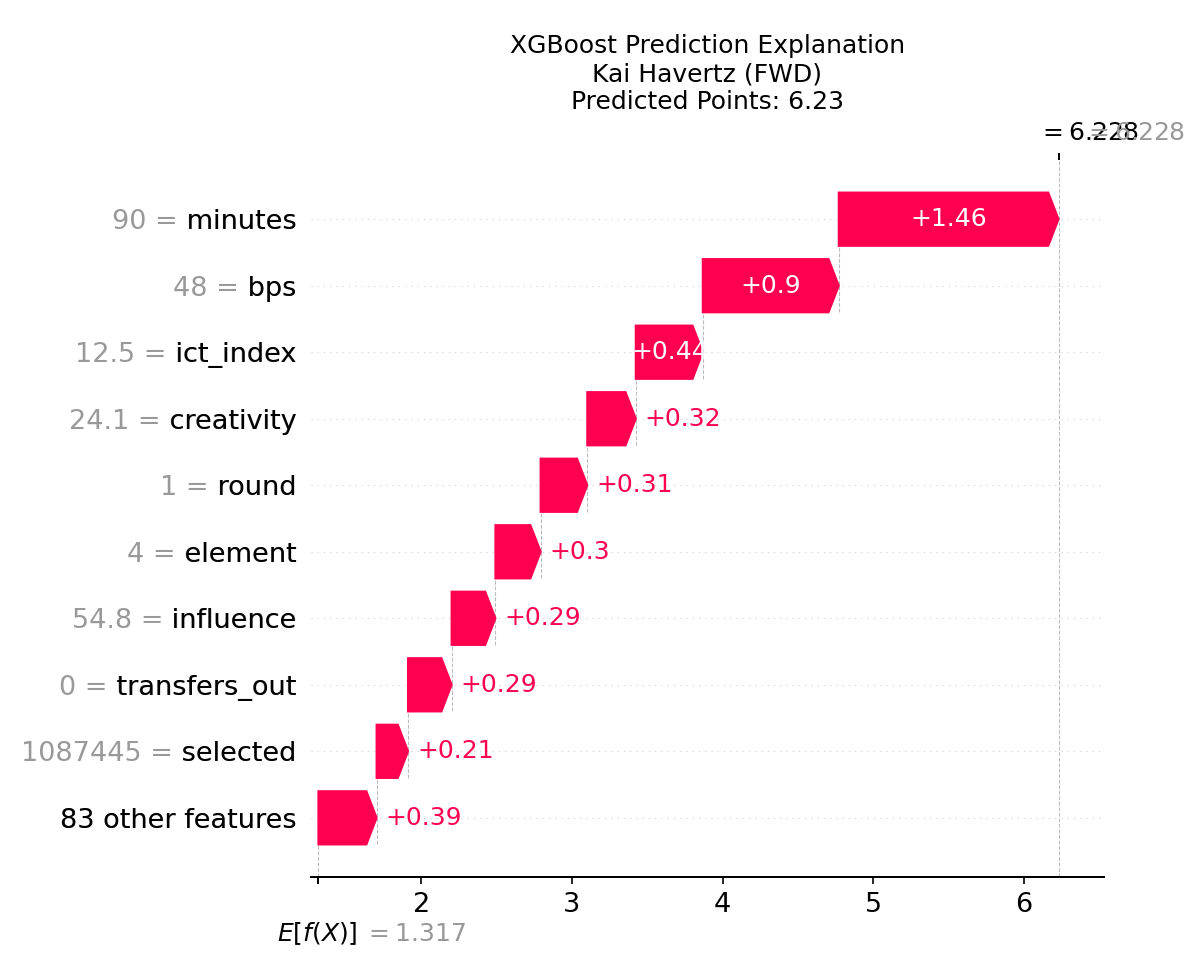 XGBoost Prediction Explanation
Kai Havertz (FWD)
Predicted Points: 6.23
= 6.228 = 6.228
90 = minutes +1.46
48 = bps +0.9
12.5 = ict_index +0.44
24.1 = creativity +0.32
1 = round +0.31
4 = element +0.3
54.8 = influence +0.29
0 = transfers_out +0.29
1087445 = selected +0.21
83 other features +0.39
2 3 4 5 6
E[f(X)] = 1.317